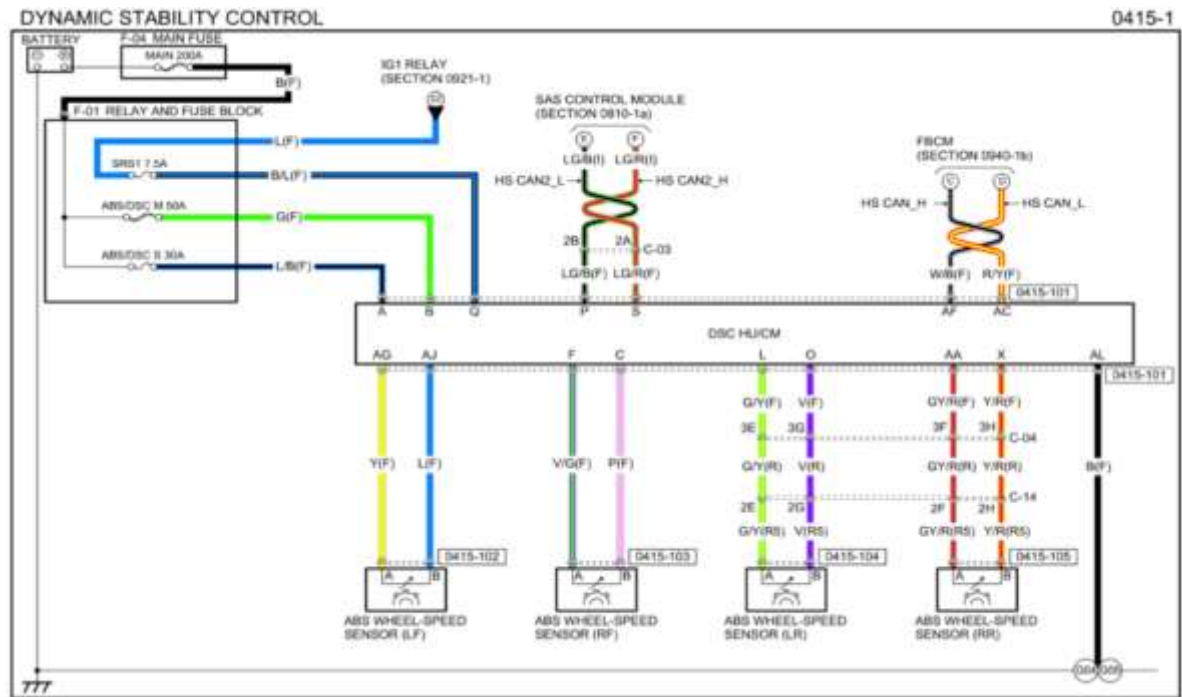 DYNAMIC STABILITY CONTROL
0415-1
BATTERY
F-04 MAIN FUSE
MAIN 200A
B(F)
IG1 RELAY
(SECTION 0921-1)
F-01 RELAY AND FUSE BLOCK
L(F)
SRS1 7.5A
B/L(F)
ABS/DSC M 50A
G(F)
ABS/DSC S 30A
L/B(F)
SAS CONTROL MODULE
(SECTION 0810-1a)
LG/B(I) LG/R(I)
HS CAN2_L
HS CAN2_H
2B 2A
C-03
LG/B(F) LG/R(F)
FBCM
(SECTION 0940-1b)
HS CAN_H
HS CAN_L
W/B(F) R/Y(F)
0415-101
A B Q P S AF AC
DSC HU/CM
AG AJ F C L O AA X AL
0415-101
G/Y(F) V(F) GY/R(F) Y/R(F)
3E 3G 3F 3H
C-04
Y(F) L(F) V/G(F) P(F) G/Y(R) V(R) GY/R(R) Y/R(R) B(F)
2E 2G 2F 2H
C-14
G/Y(R5) V(R5) GY/R(R5) Y/R(R5)
0415-102 0415-103 0415-104 0415-105
A B A B A B A B
ABS WHEEL-SPEED
SENSOR (LF)
ABS WHEEL-SPEED
SENSOR (RF)
ABS WHEEL-SPEED
SENSOR (LR)
ABS WHEEL-SPEED
SENSOR (RR)